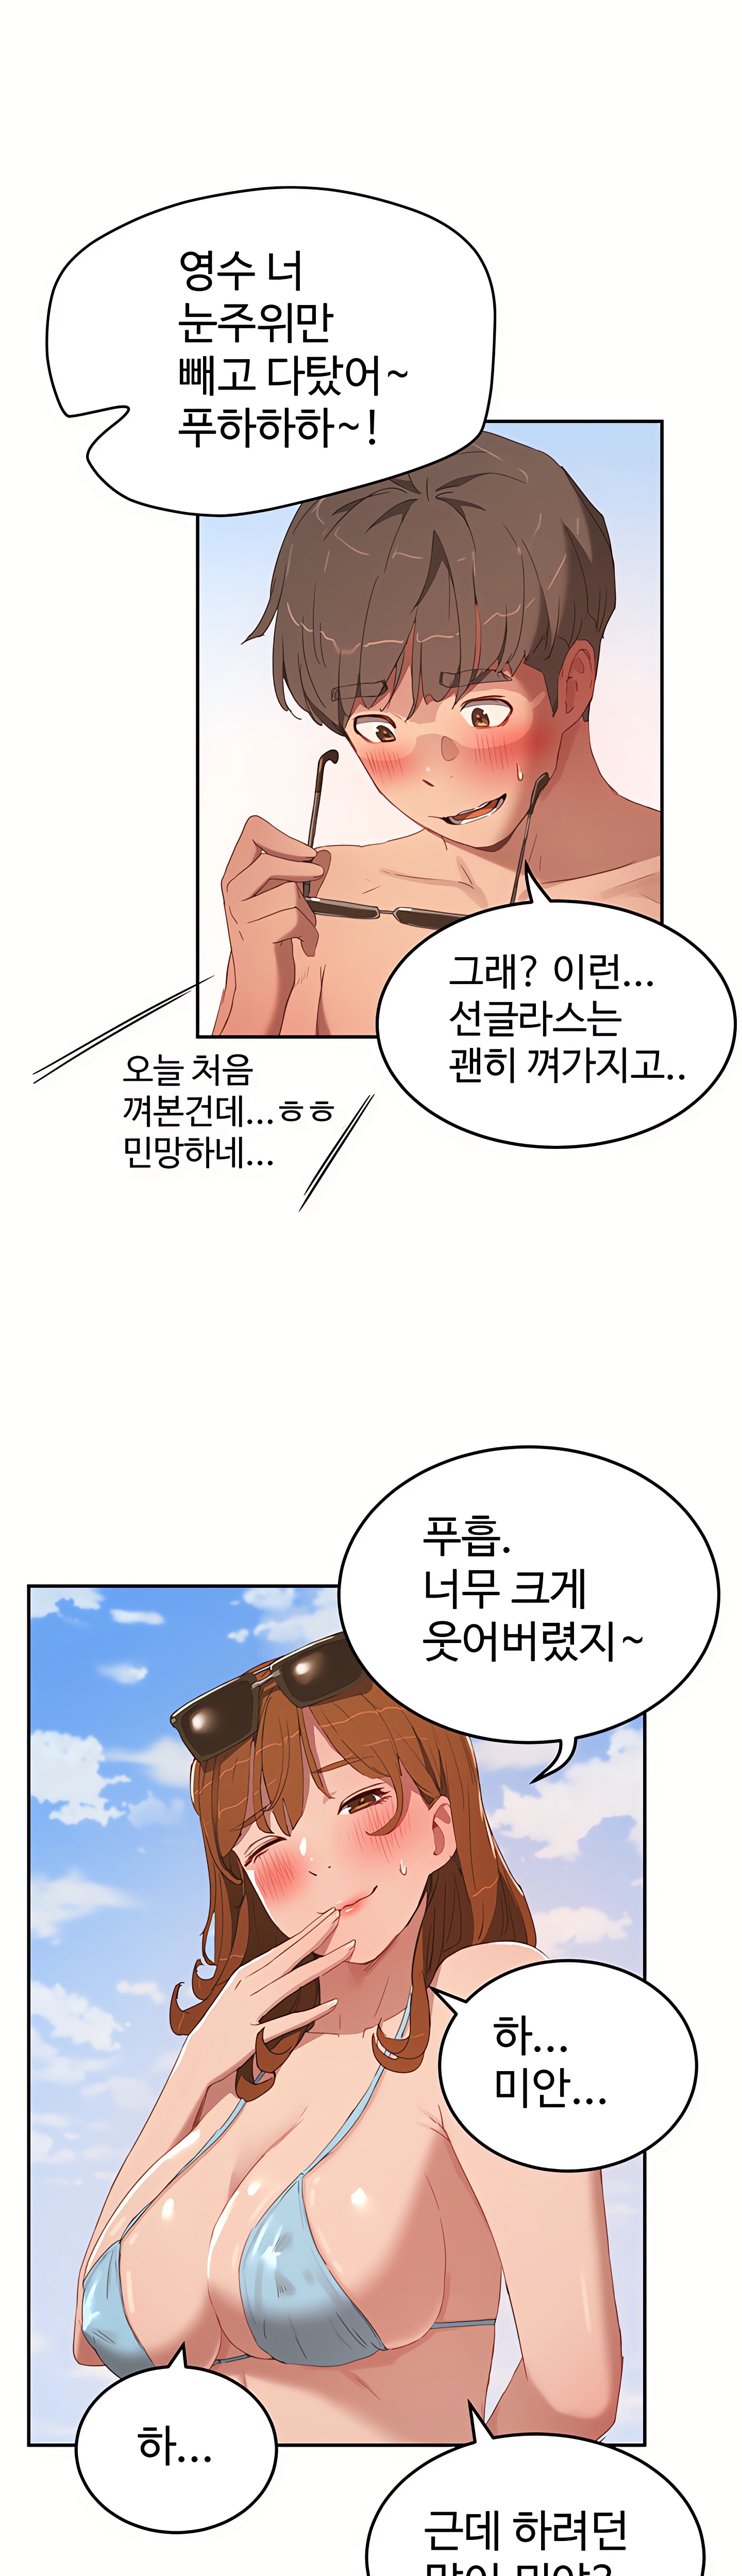 영수 너
눈주위만
빼고 다탔어~
푸하하하~!
그래? 이런...
선글라스는
괜히 껴가지고..
오늘 처음
껴본건데...ㅎㅎ
민망하네...
푸흡.
너무 크게
웃어버렸지~
하...
미안...
하...
근데 하려던